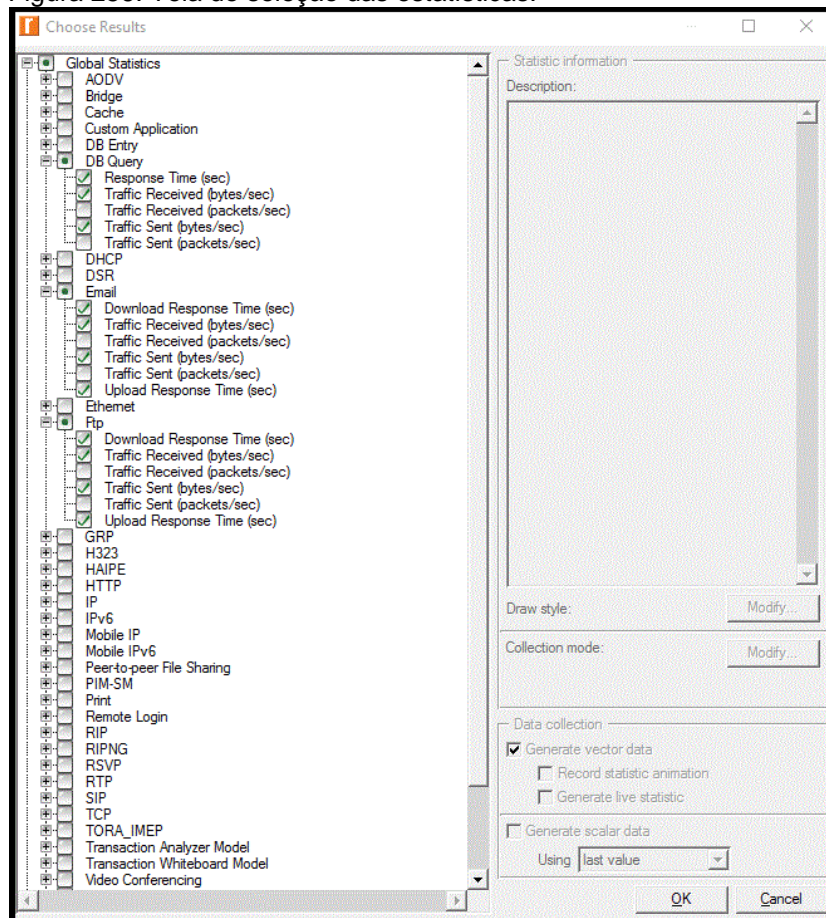 Figura 203: Tela de seleção das estatísticas.
Choose Results
Global Statistics
AODV
Bridge
Cache
Custom Application
DB Entry
DB Query
Response Time (sec)
Traffic Received (bytes/sec)
Traffic Received (packets/sec)
Traffic Sent (bytes/sec)
Traffic Sent (packets/sec)
DHCP
DSR
Email
Download Response Time (sec)
Traffic Received (bytes/sec)
Traffic Received (packets/sec)
Traffic Sent (bytes/sec)
Traffic Sent (packets/sec)
Upload Response Time (sec)
Ethernet
Ftp
Download Response Time (sec)
Traffic Received (bytes/sec)
Traffic Received (packets/sec)
Traffic Sent (bytes/sec)
Traffic Sent (packets/sec)
Upload Response Time (sec)
GRP
H323
HAIPE
HTTP
IP
IPv6
Mobile IP
Mobile IPv6
Peer-to-peer File Sharing
PIM-SM
Print
Remote Login
RIP
RIPNG
RSVP
RTP
SIP
TCP
TORA_IMEP
Transaction Analyzer Model
Transaction Whiteboard Model
Video Conferencing
Statistic information
Description:
Draw style:
Modify...
Collection mode:
Modify...
Data collection
Generate vector data
Record statistic animation
Generate live statistic
Generate scalar data
Using last value
OK
Cancel